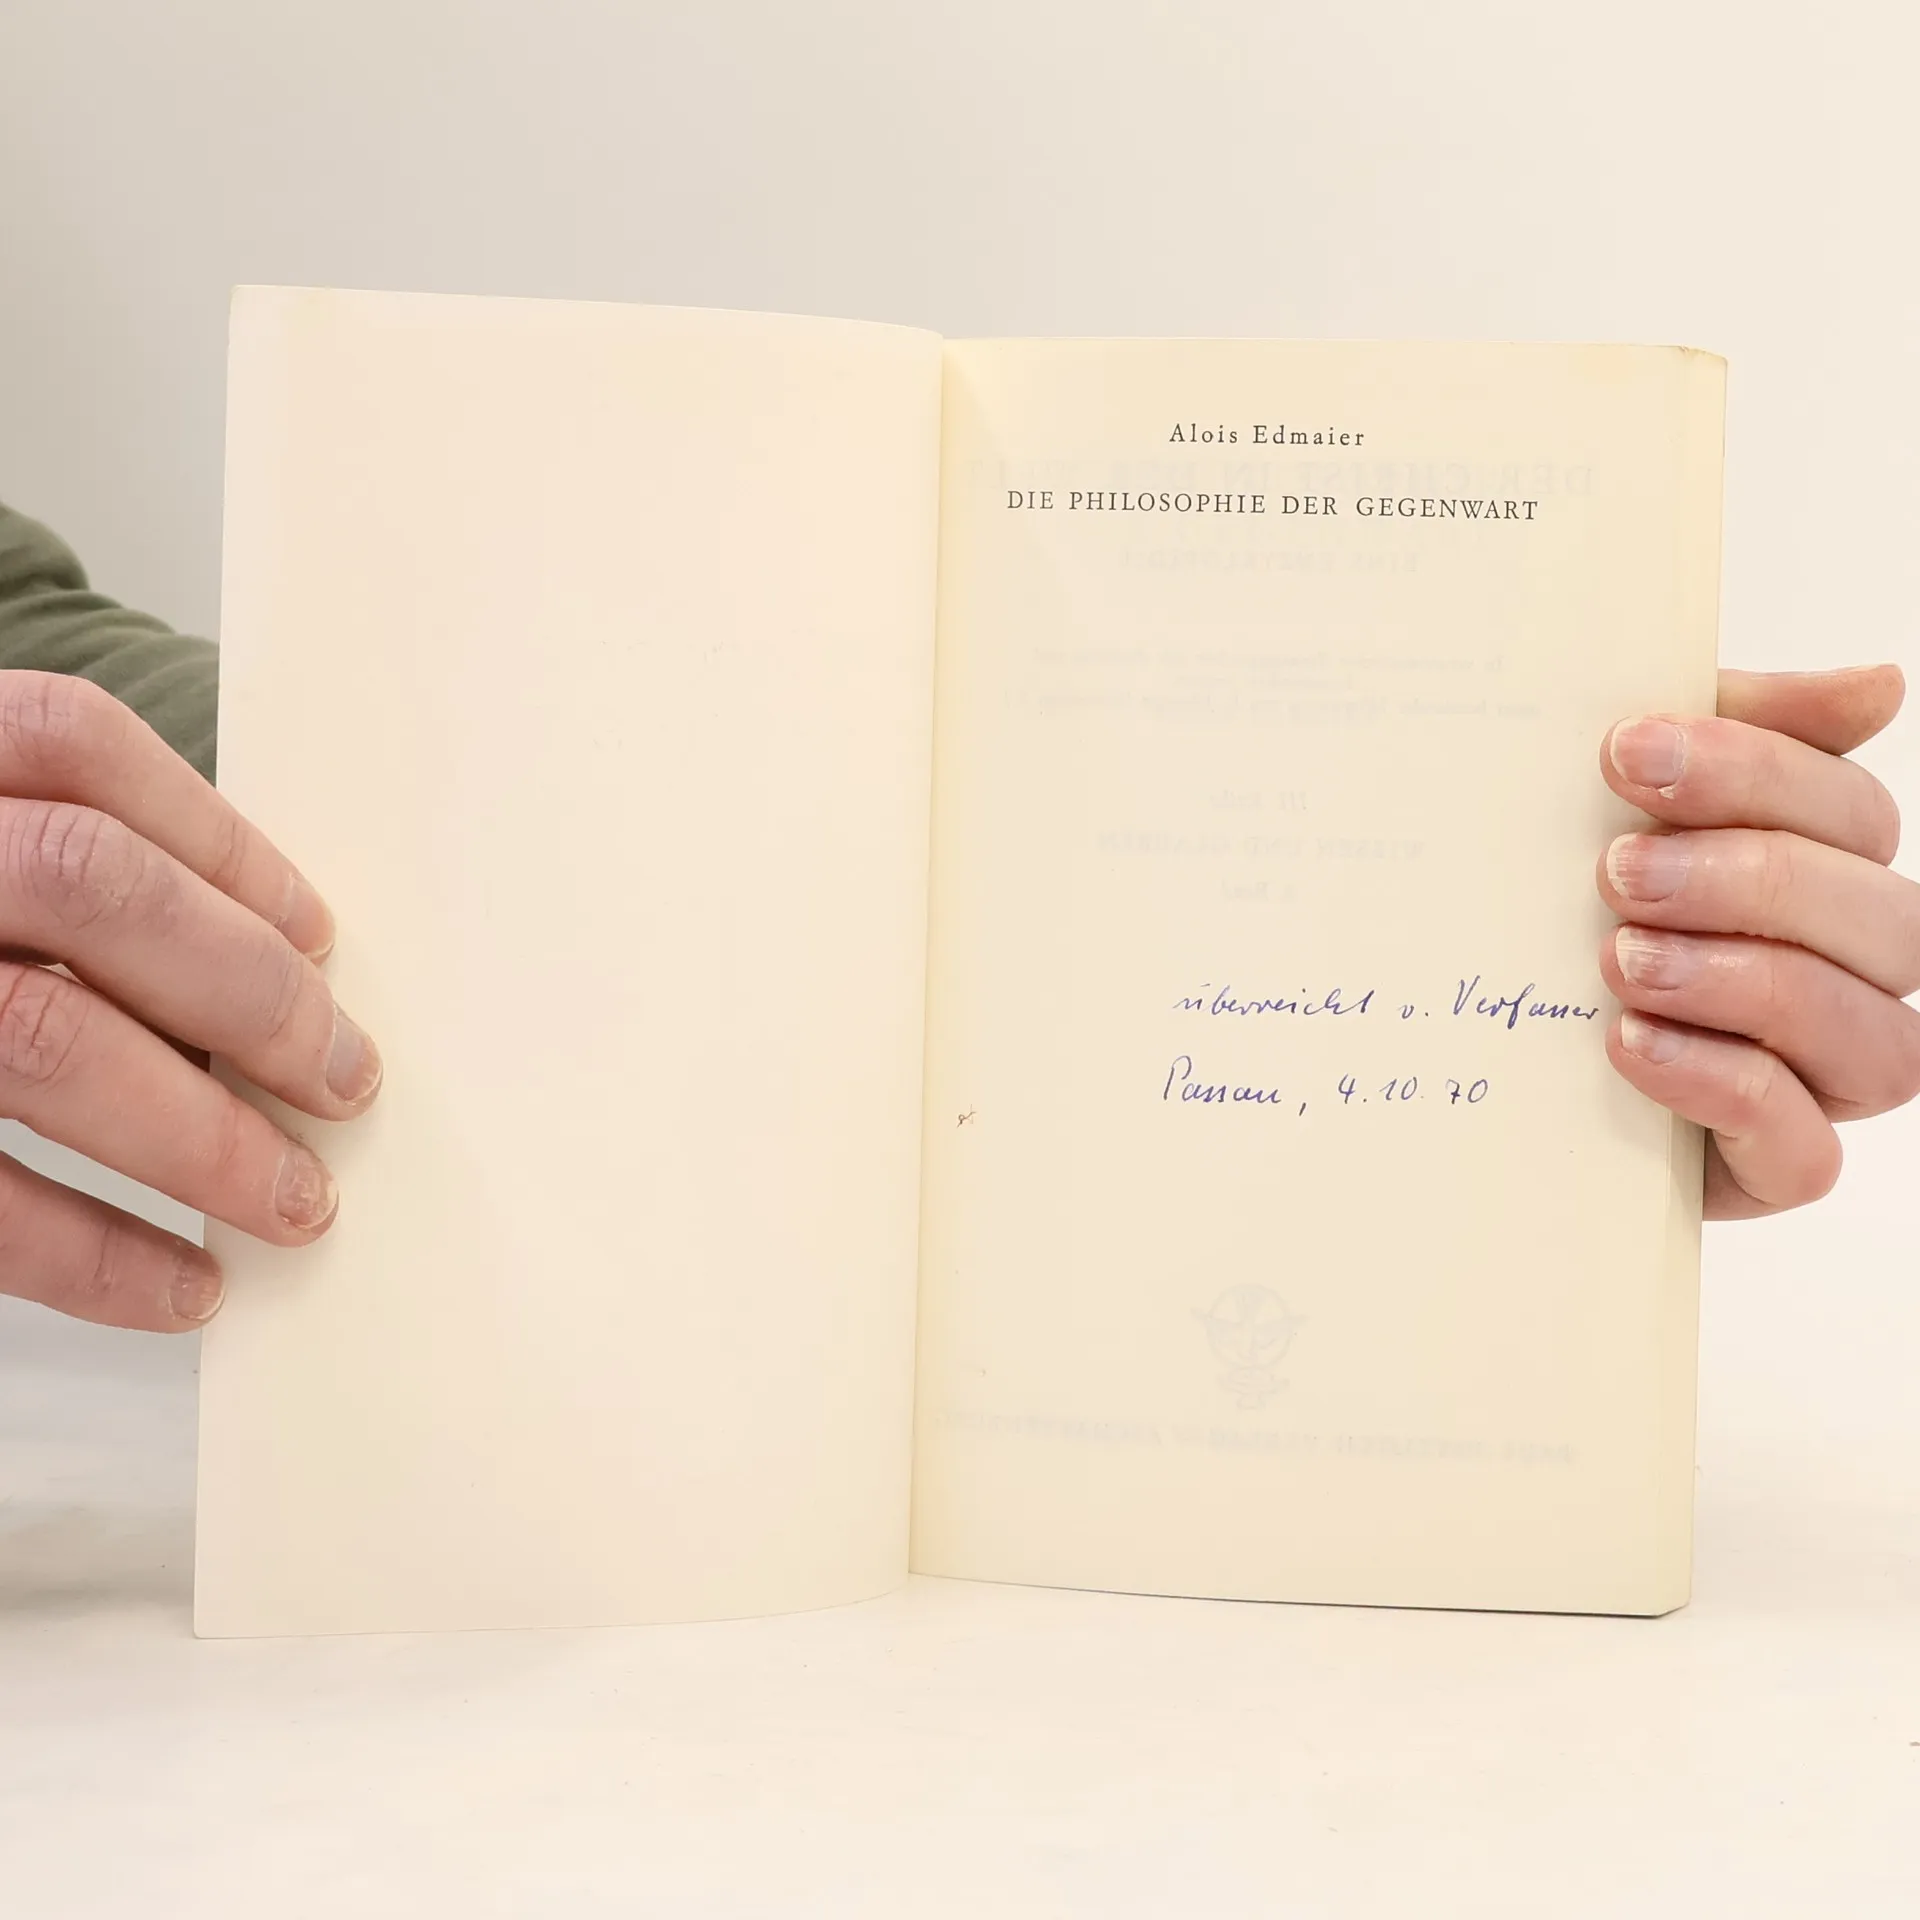 Alois Edmaier
DIE PHILOSOPHIE DER GEGENWART
überreicht v. Verfasser
Passau, 4.10.70